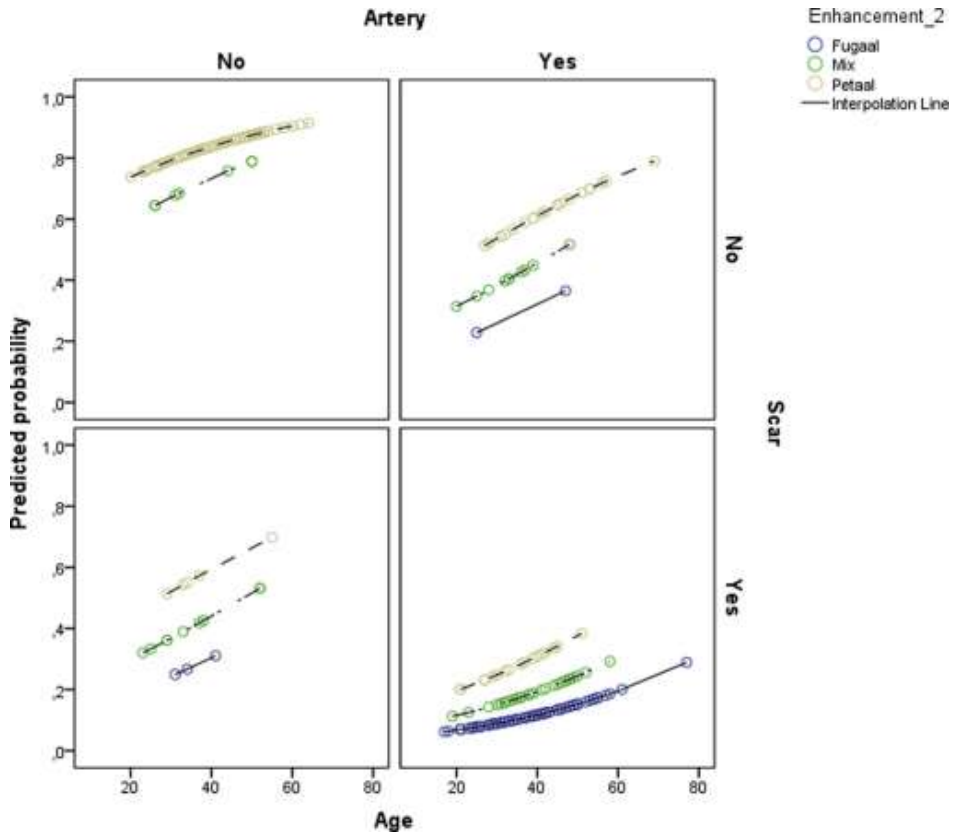 Artery
Enhancement_2
Fugaal
Mix
Petaal
Interpolation Line
No
Yes
Predicted probability
1,0
,8
,6
,4
,2
,0
1,0
,8
,6
,4
,2
,0
No
Scar
Yes
20 40 60 80
20 40 60 80
Age